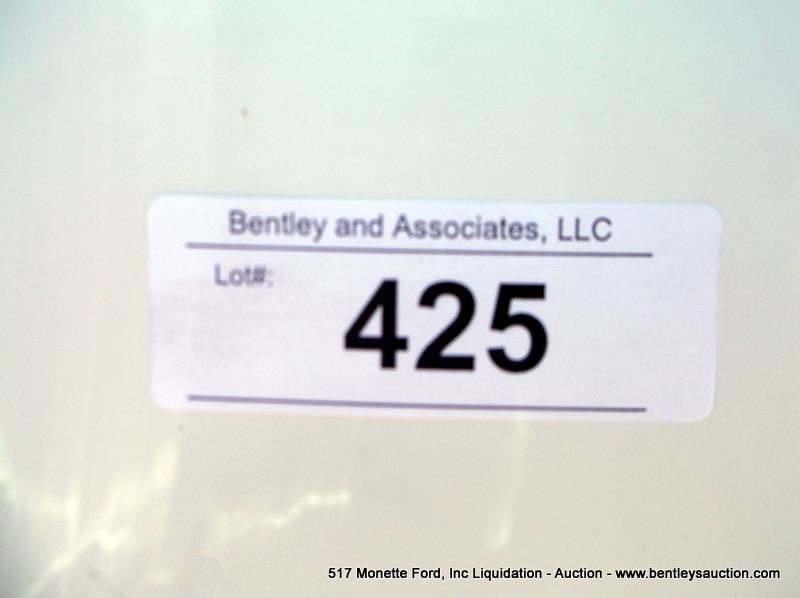 Bentley and Associates, LLC
Lot#:
425
517 Monette Ford, Inc Liquidation - Auction - www.bentleysauction.com